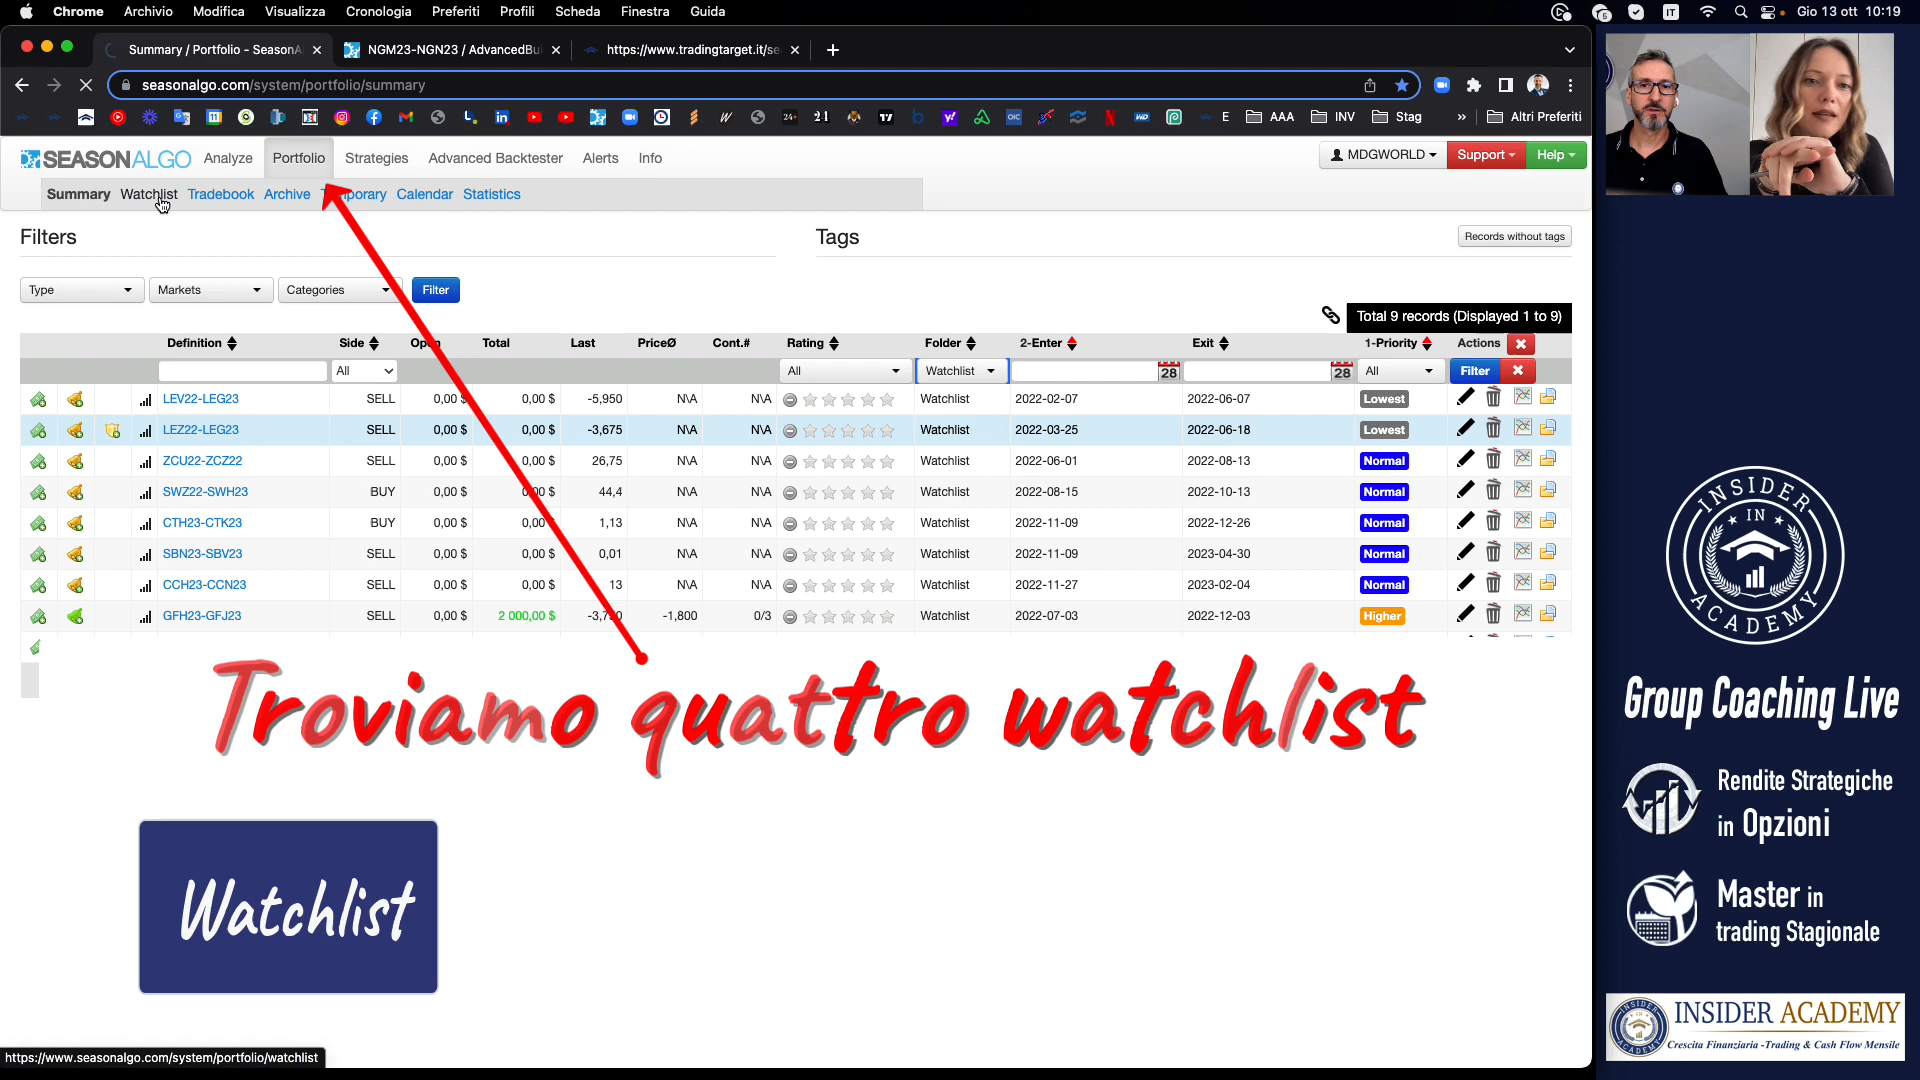 Chrome Archivio Modifica Visualizza Cronologia Preferiti Profili Scheda Finestra Guida
IT Gio 13 ott 10:19
Summary / Portfolio - SeasonA
NGM23-NGN23 / AdvancedBu
https://www.tradingtarget.it/se
seasonalgo.com/system/portfolio/summary
E AAA INV Stag » Altri Preferiti
SEASONALGO Analyze Portfolio Strategies Advanced Backtester Alerts Info
MDGWORLD Support Help
Summary Watchlist Tradebook Archive Calendar Statistics
Filters Tags Records without tags
Type Markets Categories Filter
Total 9 records (Displayed 1 to 9)
Definition Side Open Total Last PriceØ Cont.# Rating Folder 2-Enter Exit 1-Priority Actions
All All Watchlist 28 28 All Filter
LEV22-LEG23 SELL 0,00 $ 0,00 $ -5,950 N\A N\A Watchlist 2022-02-07 2022-06-07 Lowest
LEZ22-LEG23 SELL 0,00 $ 0,00 $ -3,675 N\A N\A Watchlist 2022-03-25 2022-06-18 Lowest
ZCU22-ZCZ22 SELL 0,00 $ 0,00 $ 26,75 N\A N\A Watchlist 2022-06-01 2022-08-13 Normal
SWZ22-SWH23 BUY 0,00 $ 0,00 $ 44,4 N\A N\A Watchlist 2022-08-15 2022-10-13 Normal
CTH23-CTK23 BUY 0,00 $ 0,00 1,13 N\A N\A Watchlist 2022-11-09 2022-12-26 Normal
SBN23-SBV23 SELL 0,00 $ 0,00 $ 0,01 N\A N\A Watchlist 2022-11-09 2023-04-30 Normal
CCH23-CCN23 SELL 0,00 $ 0,00 $ 13 N\A N\A Watchlist 2022-11-27 2023-02-04 Normal
GFH23-GFJ23 SELL 0,00 $ 2 000,00 $ -1,800 0/3 Watchlist 2022-07-03 2022-12-03 Higher
Troviamo quattro watchlist
Watchlist
https://www.seasonalgo.com/system/portfolio/watchlist
INSIDER
IN
ACADEMY
Group Coaching Live
Rendite Strategiche
in Opzioni
Master in
trading Stagionale
INSIDER ACADEMY
Crescita Finanziaria -Trading & Cash Flow Mensile